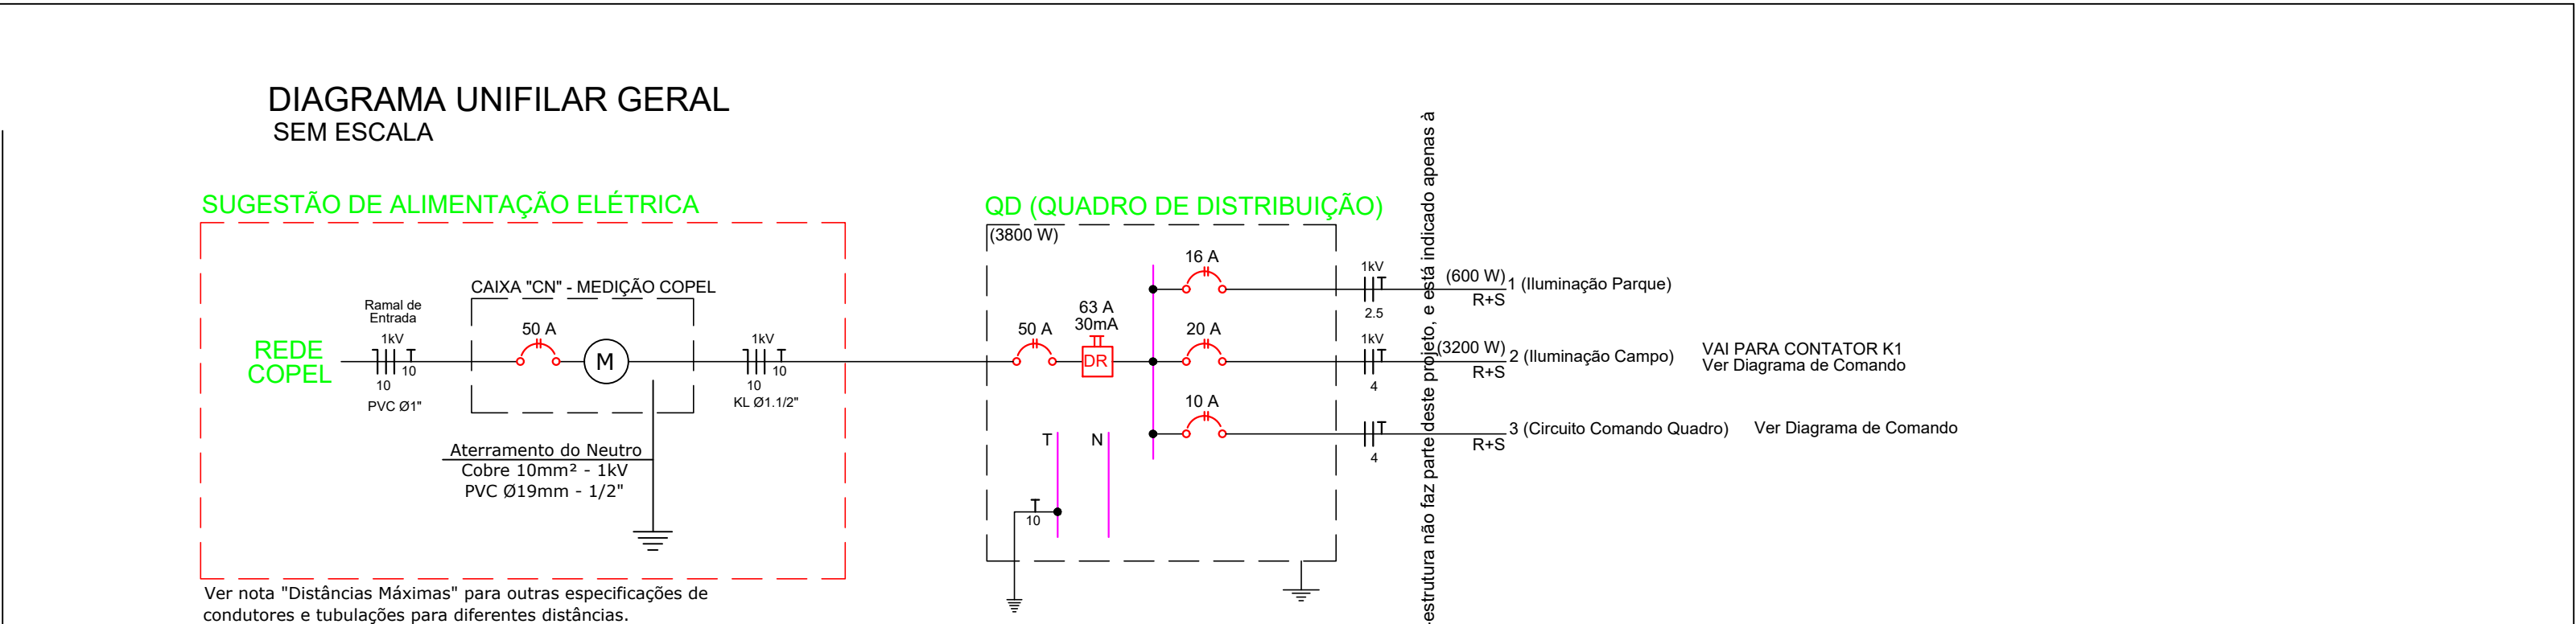 DIAGRAMA UNIFILAR GERAL
SEM ESCALA
SUGESTÃO DE ALIMENTAÇÃO ELÉTRICA
REDE
COPEL
Ramal de
Entrada
1kV
10
10
PVC Ø1"
CAIXA "CN" - MEDIÇÃO COPEL
50 A
M
1kV
10
10
KL Ø1.1/2"
Aterramento do Neutro
Cobre 10mm² - 1kV
PVC Ø19mm - 1/2"
Ver nota "Distâncias Máximas" para outras especificações de
condutores e tubulações para diferentes distâncias.
QD (QUADRO DE DISTRIBUIÇÃO)
(3800 W)
50 A
63 A
30mA
DR
16 A
20 A
10 A
T
N
10
1kV
2.5
(600 W)
R+S
1 (Iluminação Parque)
1kV
4
(3200 W)
R+S
2 (Iluminação Campo)
VAI PARA CONTATOR K1
Ver Diagrama de Comando
4
R+S
3 (Circuito Comando Quadro)
Ver Diagrama de Comando
-estrutura não faz parte deste projeto, e está indicado apenas à